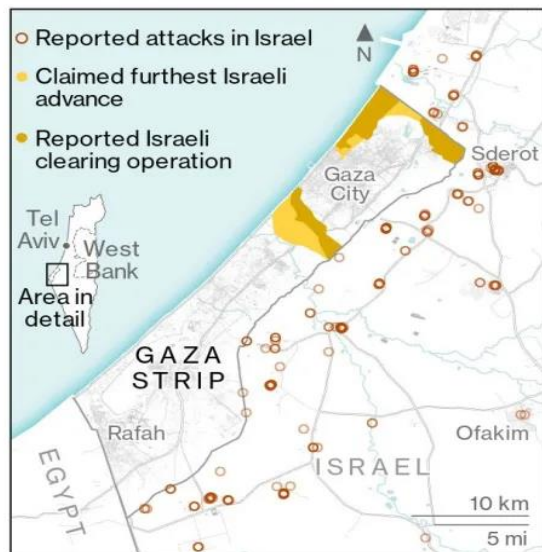 Reported attacks in Israel
Claimed furthest Israeli
advance
Reported Israeli
clearing operation
N
Sderot
Gaza
City
Tel
Aviv
West
Bank
Area in
detail
GAZA
STRIP
Rafah
Ofakim
EGYPT
ISRAEL
10 km
5 mi